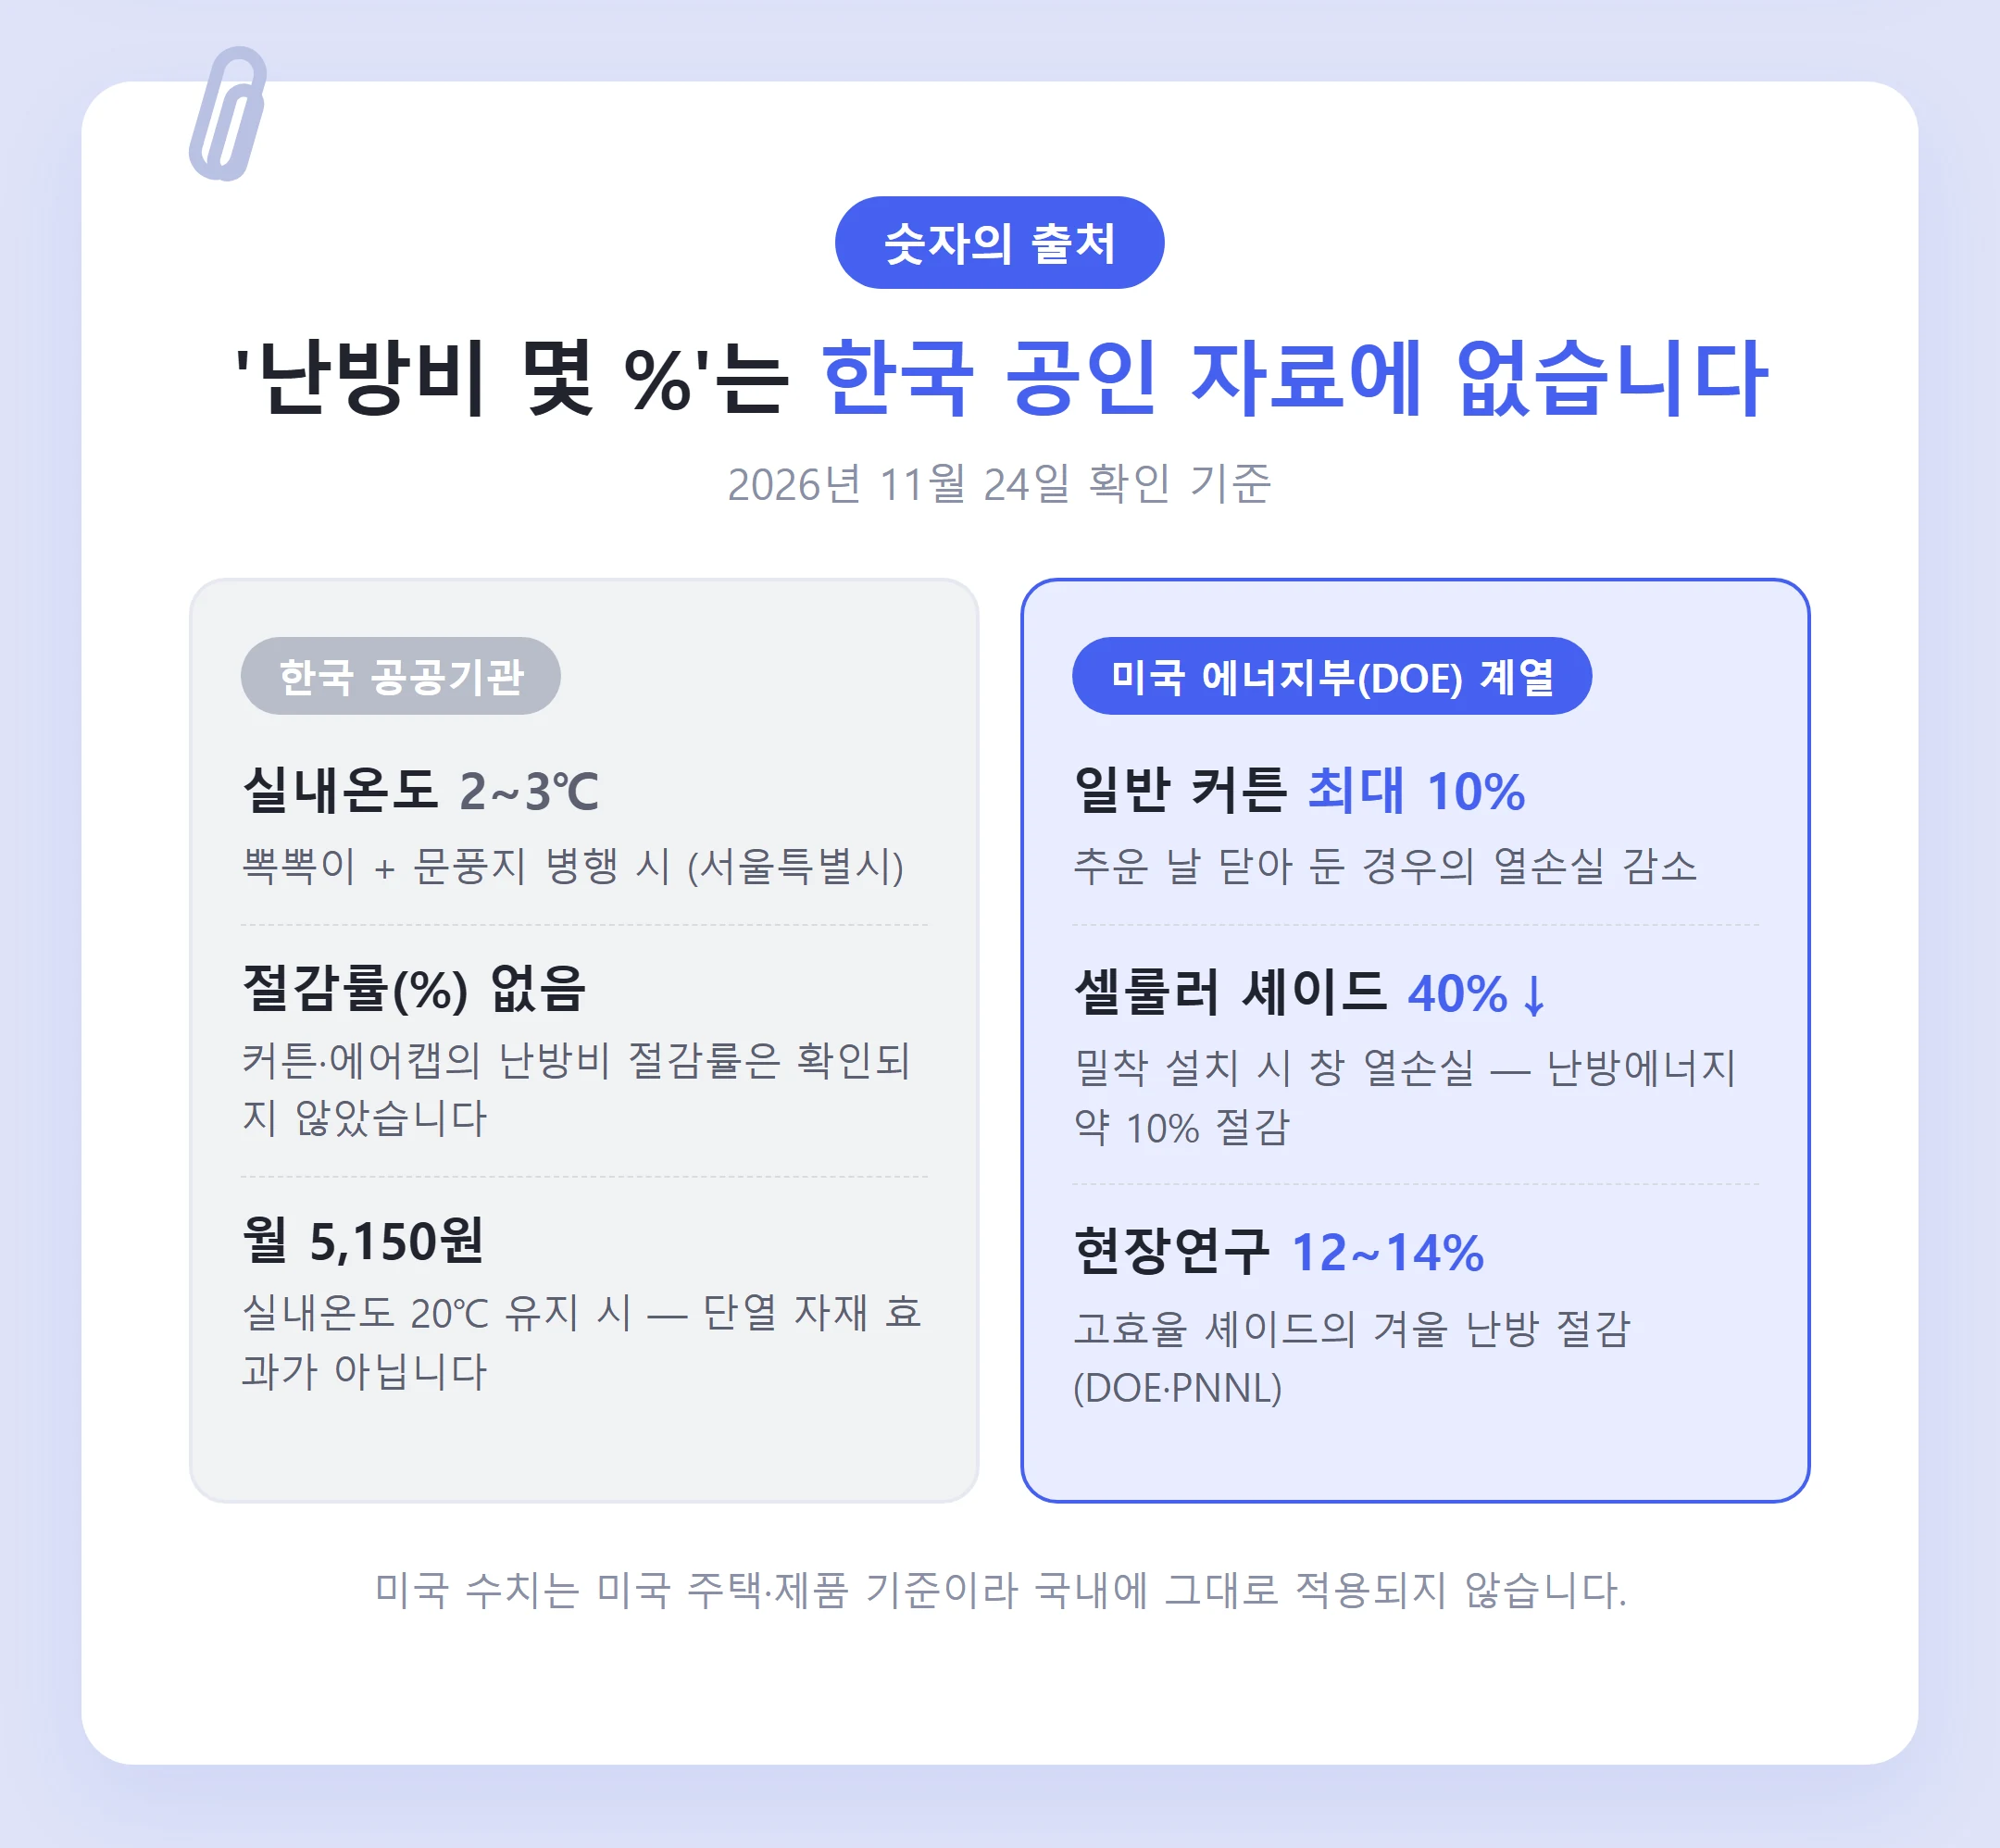 숫자의 출처
'난방비 몇 %'는 한국 공인 자료에 없습니다
2026년 11월 24일 확인 기준
한국 공공기관
실내온도 2~3℃
뽁뽁이 + 문풍지 병행 시 (서울특별시)
절감률(%) 없음
커튼·에어캡의 난방비 절감률은 확인되
지 않았습니다
월 5,150원
실내온도 20℃ 유지 시 — 단열 자재 효
과가 아닙니다
미국 에너지부(DOE) 계열
일반 커튼 최대 10%
추운 날 닫아 둔 경우의 열손실 감소
셀룰러 셰이드 40%↓
밀착 설치 시 창 열손실 — 난방에너지
약 10% 절감
현장연구 12~14%
고효율 셰이드의 겨울 난방 절감
(DOE·PNNL)
미국 수치는 미국 주택·제품 기준이라 국내에 그대로 적용되지 않습니다.